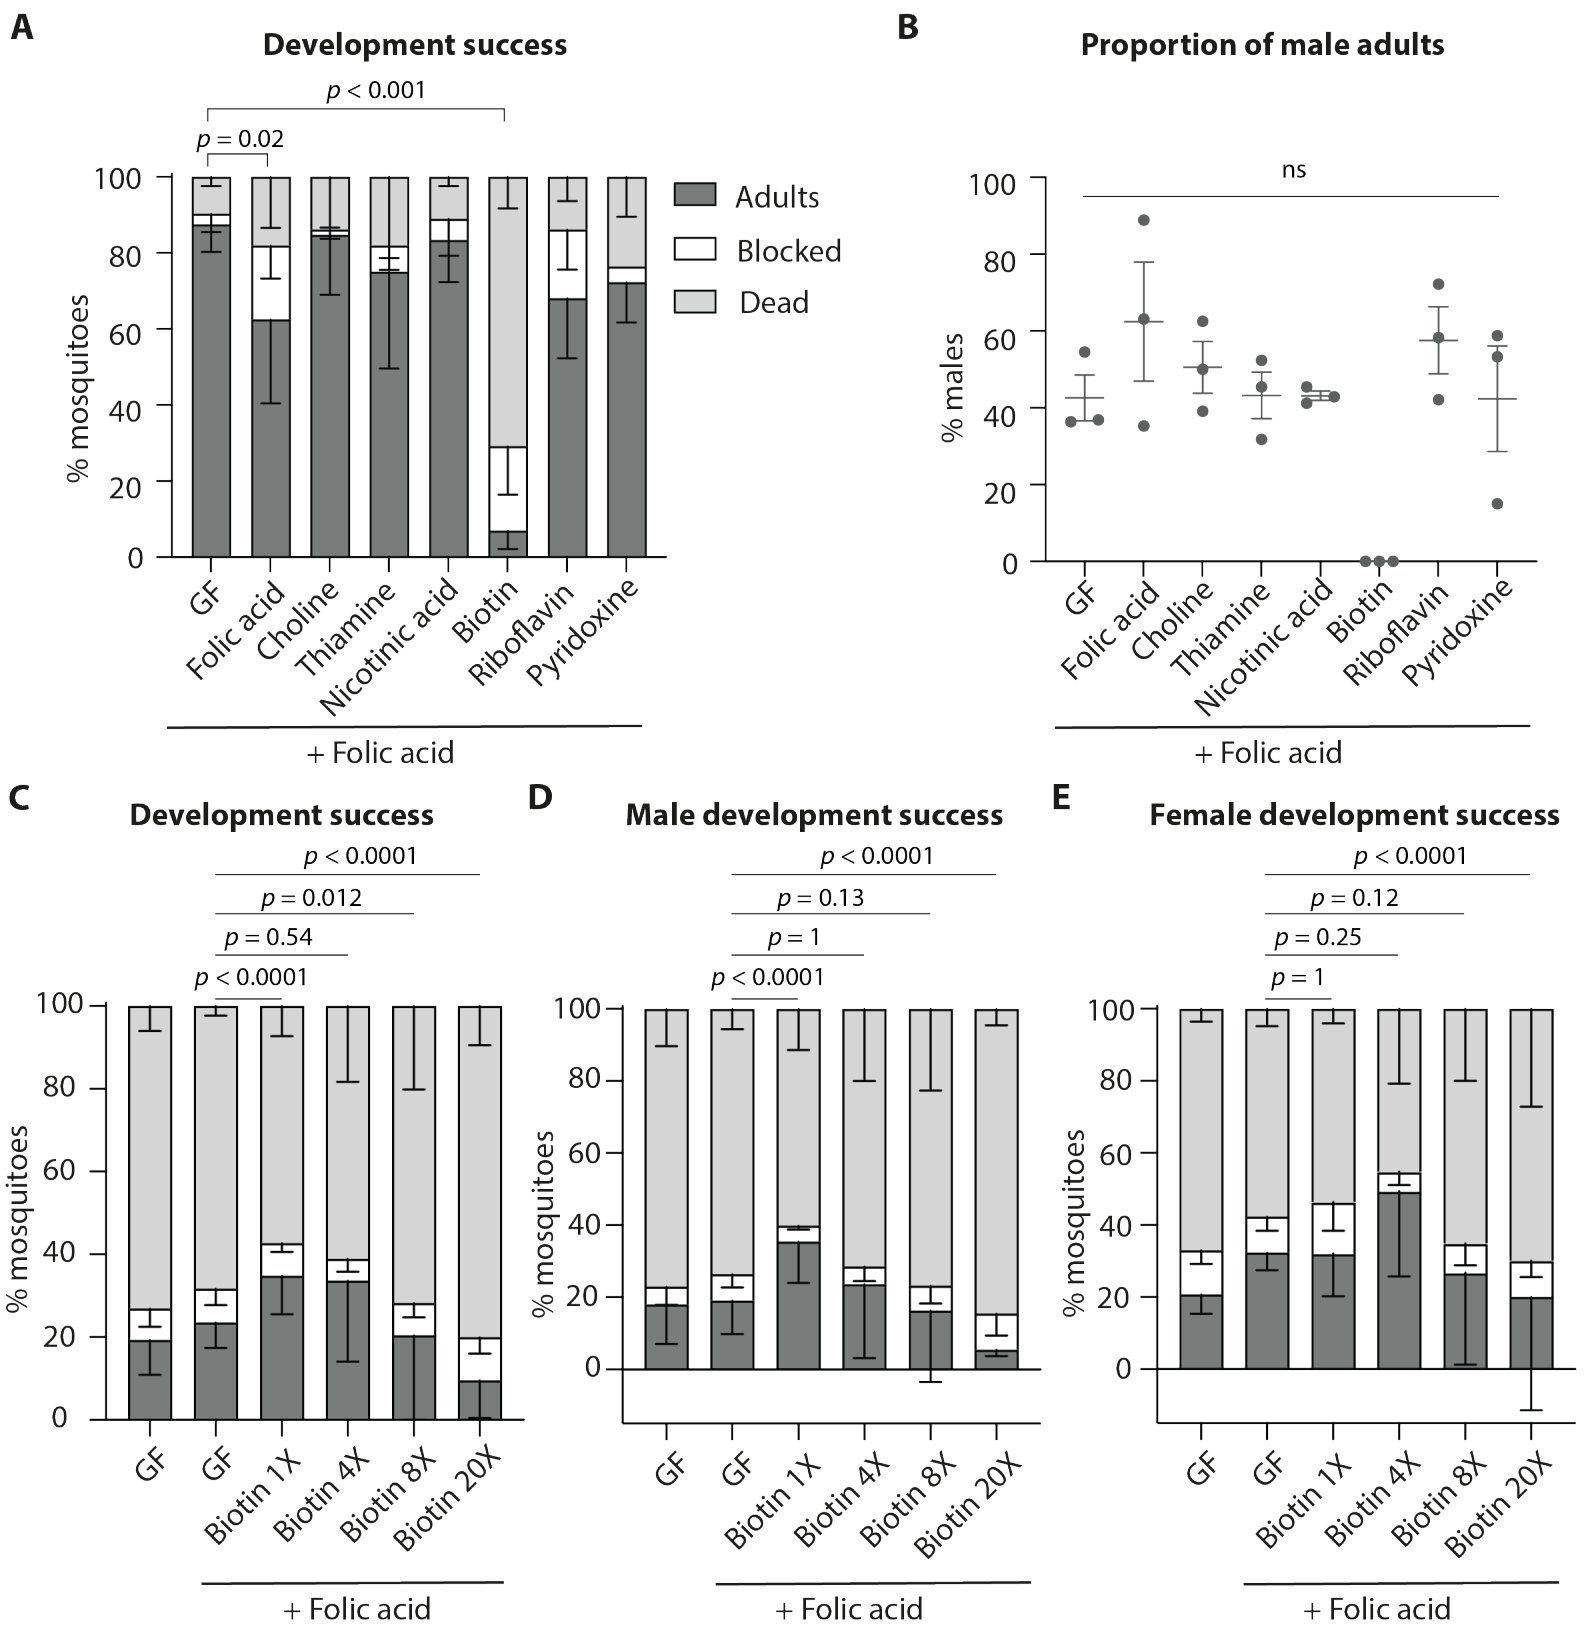 A
Development success
p < 0.001
p = 0.02
100
80
60
40
20
0
% mosquitoes
Adults
Blocked
Dead
GF
Folic acid
Choline
Thiamine
Nicotinic acid
Biotin
Riboflavin
Pyridoxine
+ Folic acid
B
Proportion of male adults
ns
100
80
60
40
20
0
% males
GF
Folic acid
Choline
Thiamine
Nicotinic acid
Biotin
Riboflavin
Pyridoxine
+ Folic acid
C
Development success
p < 0.0001
p = 0.012
p = 0.54
p < 0.0001
100
80
60
40
20
0
% mosquitoes
GF
GF
Biotin 1X
Biotin 4X
Biotin 8X
Biotin 20X
+ Folic acid
D
Male development success
p < 0.0001
p = 0.13
p = 1
p < 0.0001
100
80
60
40
20
0
% mosquitoes
GF
GF
Biotin 1X
Biotin 4X
Biotin 8X
Biotin 20X
+ Folic acid
E
Female development success
p < 0.0001
p = 0.12
p = 0.25
p = 1
100
80
60
40
20
0
% mosquitoes
GF
GF
Biotin 1X
Biotin 4X
Biotin 8X
Biotin 20X
+ Folic acid